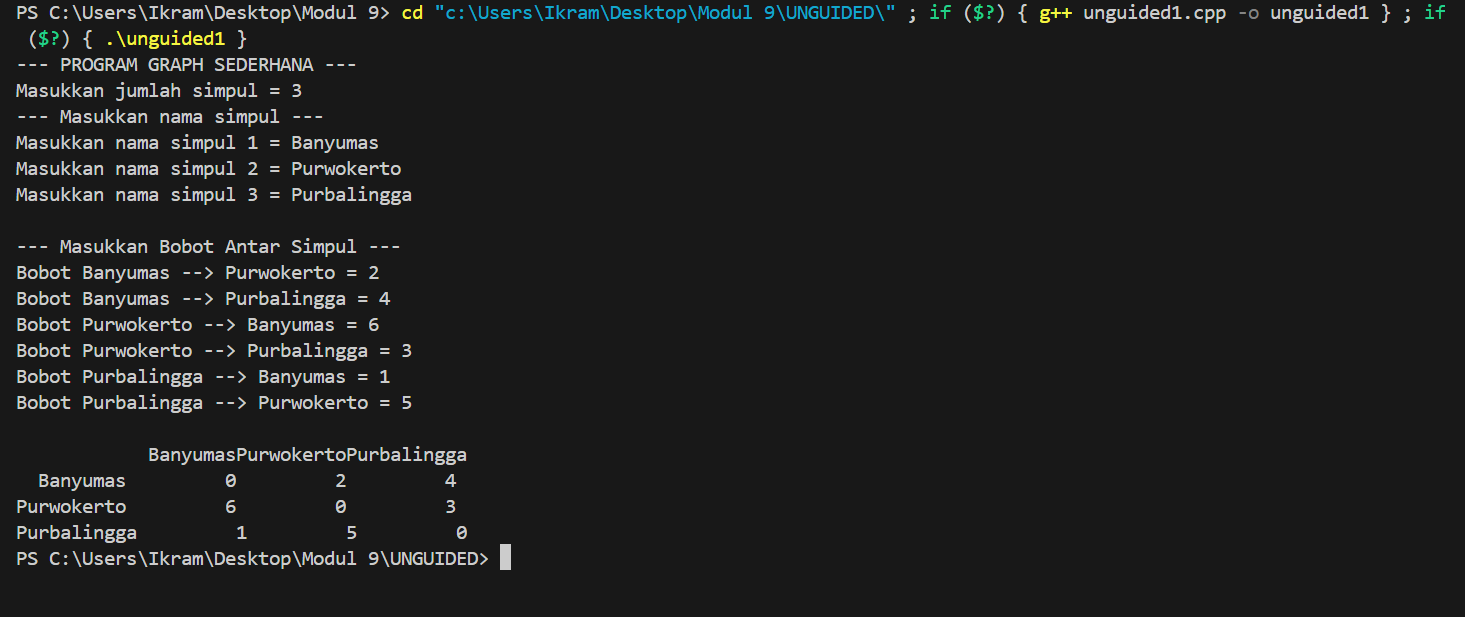 PS C:\Users\Ikram\Desktop\Modul 9> cd "c:\Users\Ikram\Desktop\Modul 9\UNGUIDED\" ; if ($?) { g++ unguided1.cpp -o unguided1 } ; if
 ($?) { .\unguided1 }
--- PROGRAM GRAPH SEDERHANA ---
Masukkan jumlah simpul = 3
--- Masukkan nama simpul ---
Masukkan nama simpul 1 = Banyumas
Masukkan nama simpul 2 = Purwokerto
Masukkan nama simpul 3 = Purbalingga

--- Masukkan Bobot Antar Simpul ---
Bobot Banyumas --> Purwokerto = 2
Bobot Banyumas --> Purbalingga = 4
Bobot Purwokerto --> Banyumas = 6
Bobot Purwokerto --> Purbalingga = 3
Bobot Purbalingga --> Banyumas = 1
Bobot Purbalingga --> Purwokerto = 5

            BanyumasPurwokertoPurbalingga
  Banyumas         0         2         4
Purwokerto         6         0         3
Purbalingga         1         5         0
PS C:\Users\Ikram\Desktop\Modul 9\UNGUIDED>